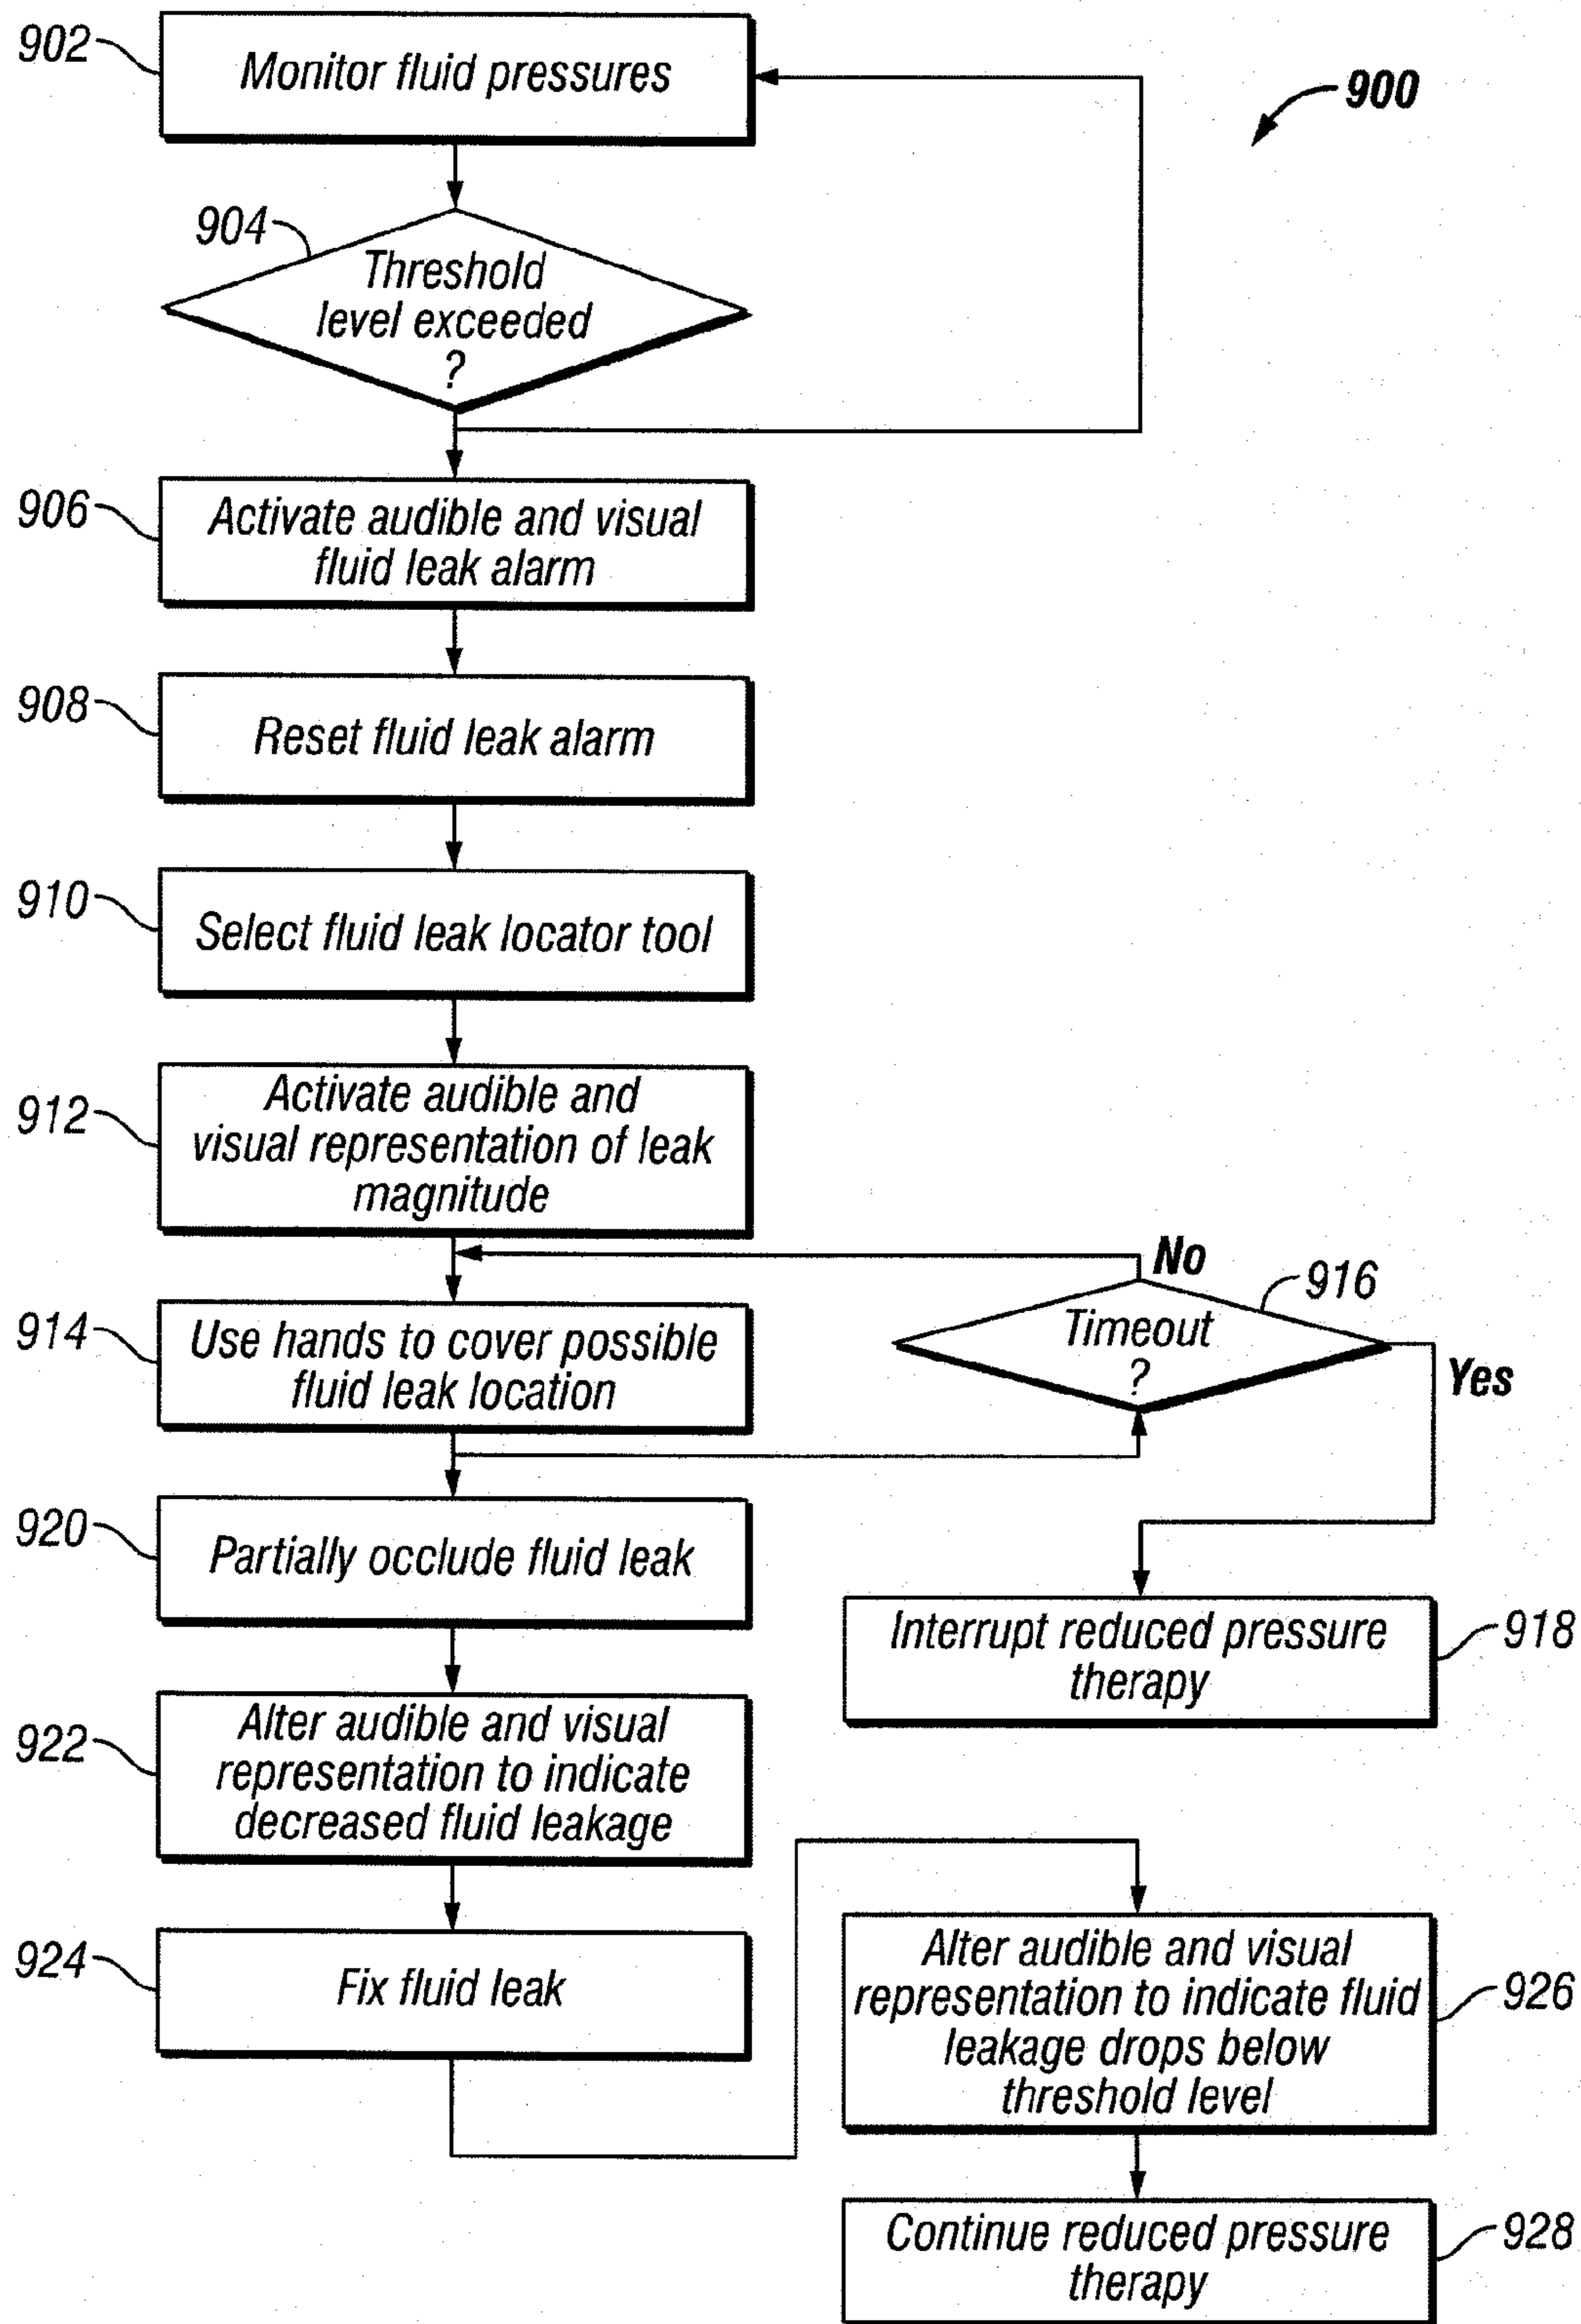 900
902
Monitor fluid pressures
904
Threshold
level exceeded
?
906
Activate audible and visual
fluid leak alarm
908
Reset fluid leak alarm
910
Select fluid leak locator tool
912
Activate audible and
visual representation of leak
magnitude
914
Use hands to cover possible
fluid leak location
No
916
Timeout
?
Yes
918
Interrupt reduced pressure
therapy
920
Partially occlude fluid leak
922
Alter audible and visual
representation to indicate
decreased fluid leakage
924
Fix fluid leak
926
Alter audible and visual
representation to indicate fluid
leakage drops below
threshold level
928
Continue reduced pressure
therapy